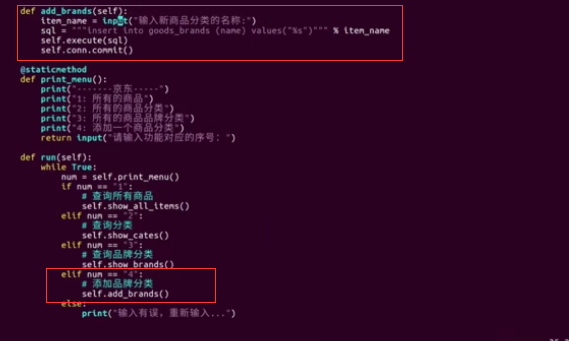 def add_brands(self):
    item_name = input("输入新商品分类的名称:")
    sql = """insert into goods_brands (name) values("%s")""" % item_name
    self.execute(sql)
    self.conn.commit()
@staticmethod
def print_menu():
    print("-------京东-----")
    print("1: 所有的商品")
    print("2: 所有的商品分类")
    print("3: 所有的商品品牌分类")
    print("4: 添加一个商品分类")
    return input("请输入功能对应的序号: ")
def run(self):
    while True:
        num = self.print_menu()
        if num == "1":
            # 查询所有商品
            self.show_all_items()
        elif num == "2":
            # 查询分类
            self.show_cates()
        elif num == "3":
            # 查询品牌分类
            self.show_brands()
        elif num == "4":
            # 添加品牌分类
            self.add_brands()
        else:
            print("输入有误, 重新输入...")